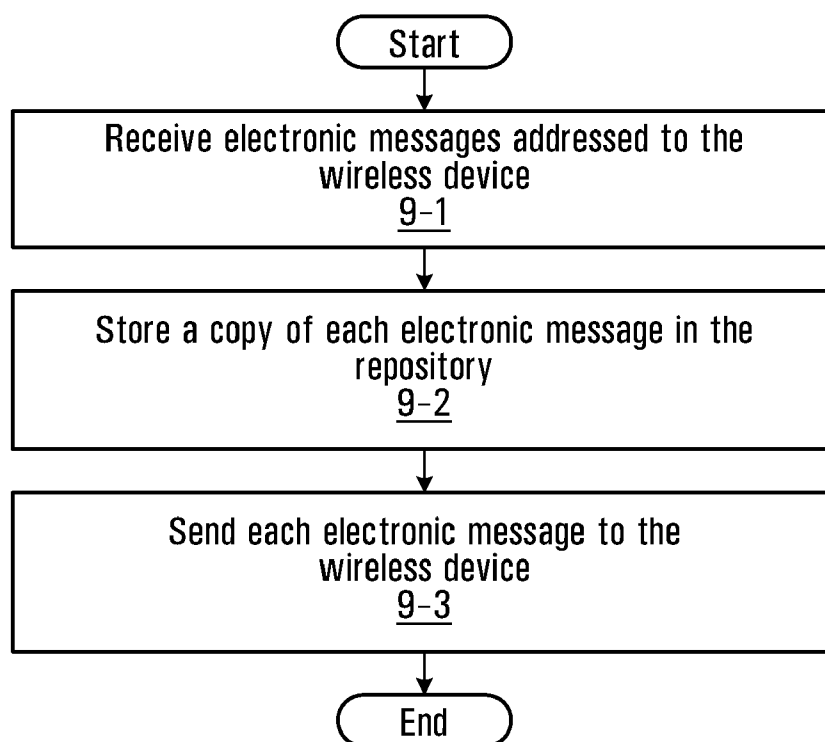 Start
Receive electronic messages addressed to the
wireless device
9-1
Store a copy of each electronic message in the
repository
9-2
Send each electronic message to the
wireless device
9-3
End